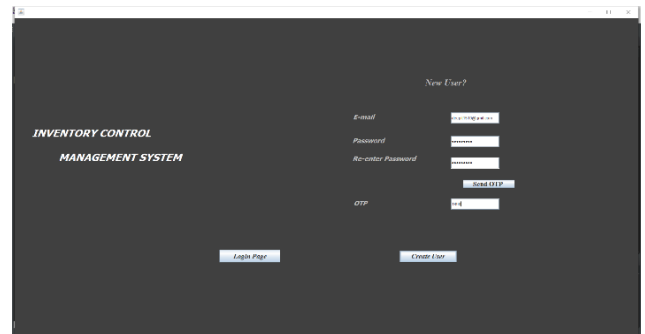 New User?
E-mail
INVENTORY CONTROL
Password
MANAGEMENT SYSTEM
Re-enter Password
Send OTP
OTP
Login Page
Create User